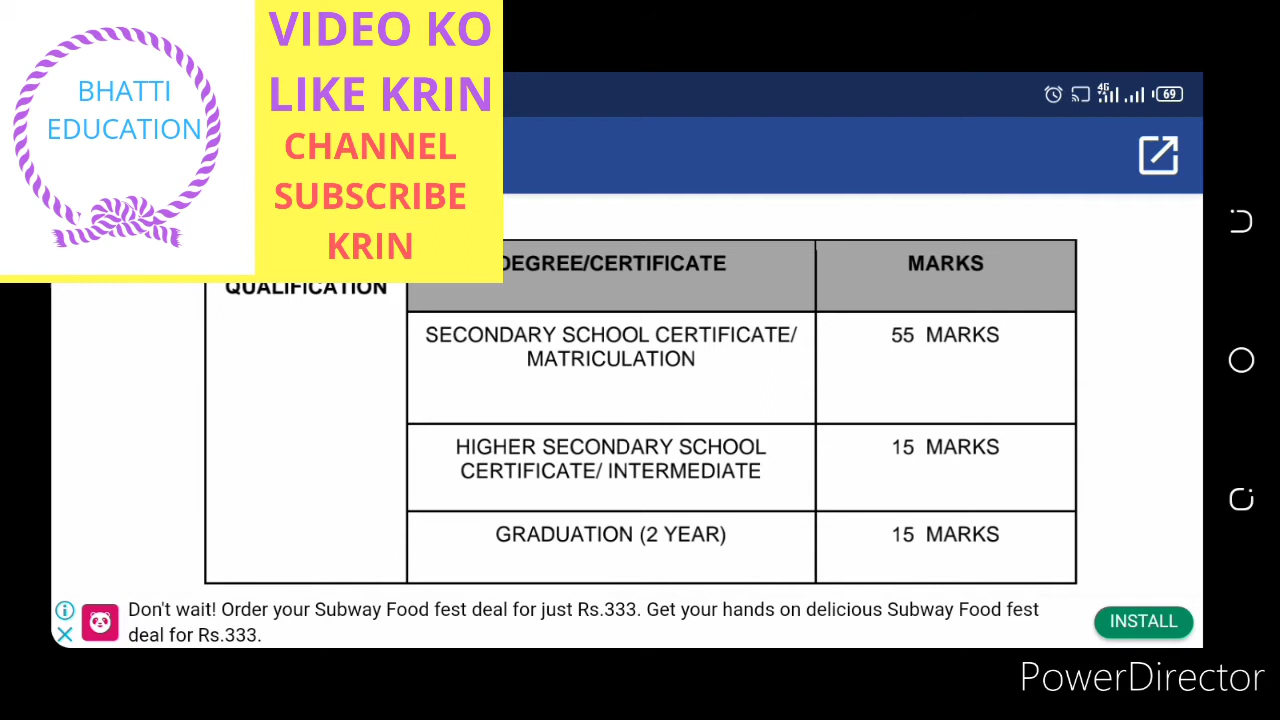 BHATTI
EDUCATION
VIDEO KO
LIKE KRIN
CHANNEL
SUBSCRIBE
KRIN
4G
69
QUALIFICATION
DEGREE/CERTIFICATE
MARKS
SECONDARY SCHOOL CERTIFICATE/
MATRICULATION
55 MARKS
HIGHER SECONDARY SCHOOL
CERTIFICATE/ INTERMEDIATE
15 MARKS
GRADUATION (2 YEAR)
15 MARKS
Don't wait! Order your Subway Food fest deal for just Rs.333. Get your hands on delicious Subway Food fest
deal for Rs.333.
INSTALL
PowerDirector